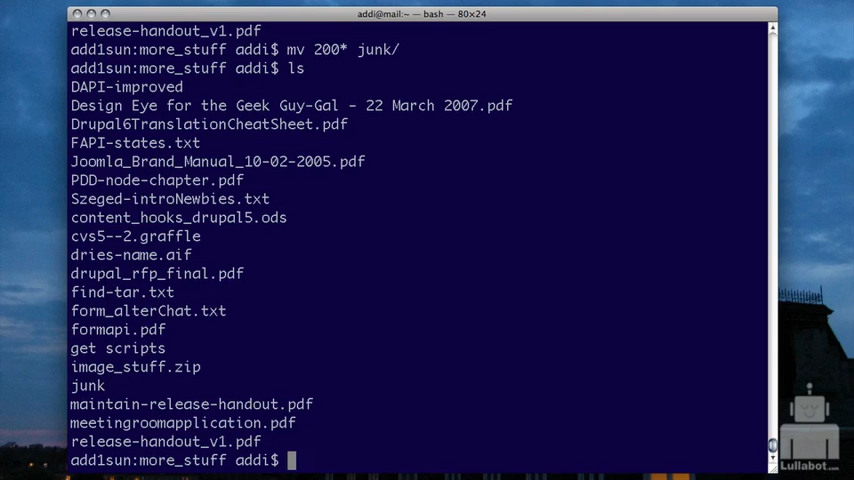 addi@mail:~ — bash — 80×24
release-handout_v1.pdf
add1sun:more_stuff addi$ mv 200* junk/
add1sun:more_stuff addi$ ls
DAPI-improved
Design Eye for the Geek Guy-Gal - 22 March 2007.pdf
Drupal6TranslationCheatSheet.pdf
FAPI-states.txt
Joomla_Brand_Manual_10-02-2005.pdf
PDD-node-chapter.pdf
Szeged-introNewbies.txt
content_hooks_drupal5.ods
cvs5--2.graffle
dries-name.aif
drupal_rfp_final.pdf
find-tar.txt
form_alterChat.txt
formapi.pdf
get scripts
image_stuff.zip
junk
maintain-release-handout.pdf
meetingroomapplication.pdf
release-handout_v1.pdf
add1sun:more_stuff addi$
Lullabot.com